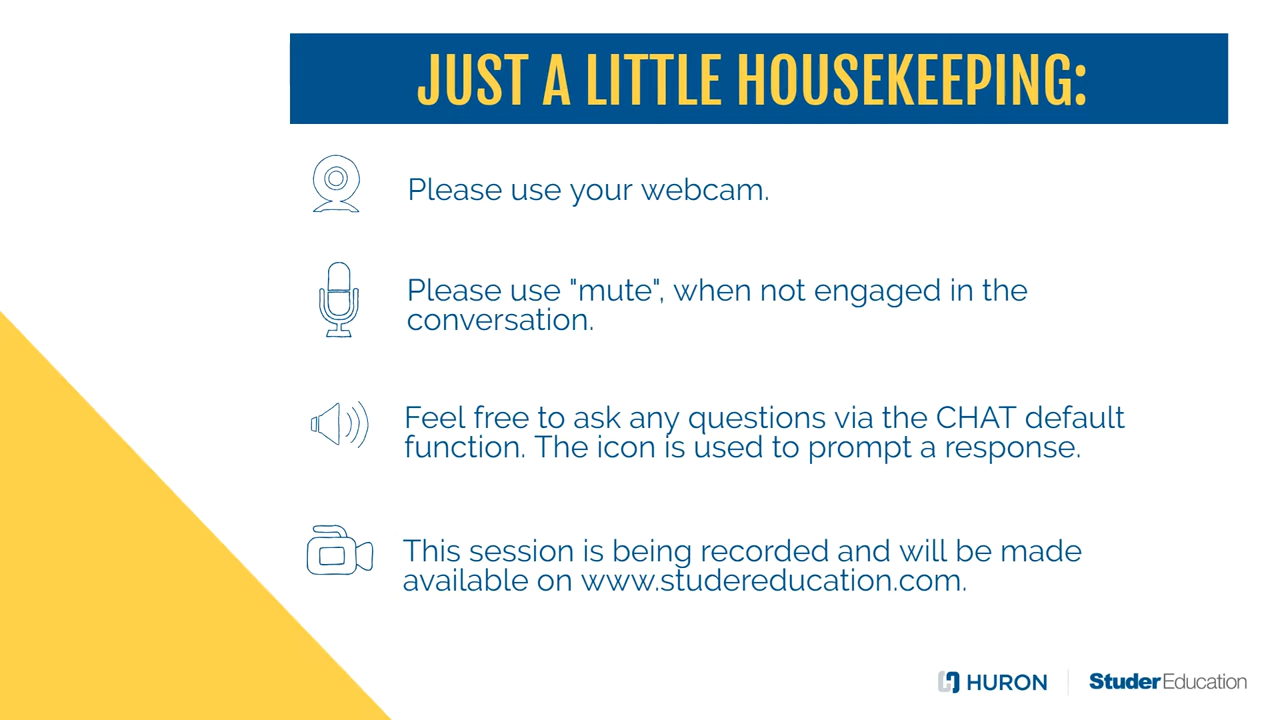 JUST A LITTLE HOUSEKEEPING:
Please use your webcam.
Please use "mute", when not engaged in the
conversation.
Feel free to ask any questions via the CHAT default
function. The icon is used to prompt a response.
This session is being recorded and will be made
available on www.studereducation.com.
HURON
StuderEducation